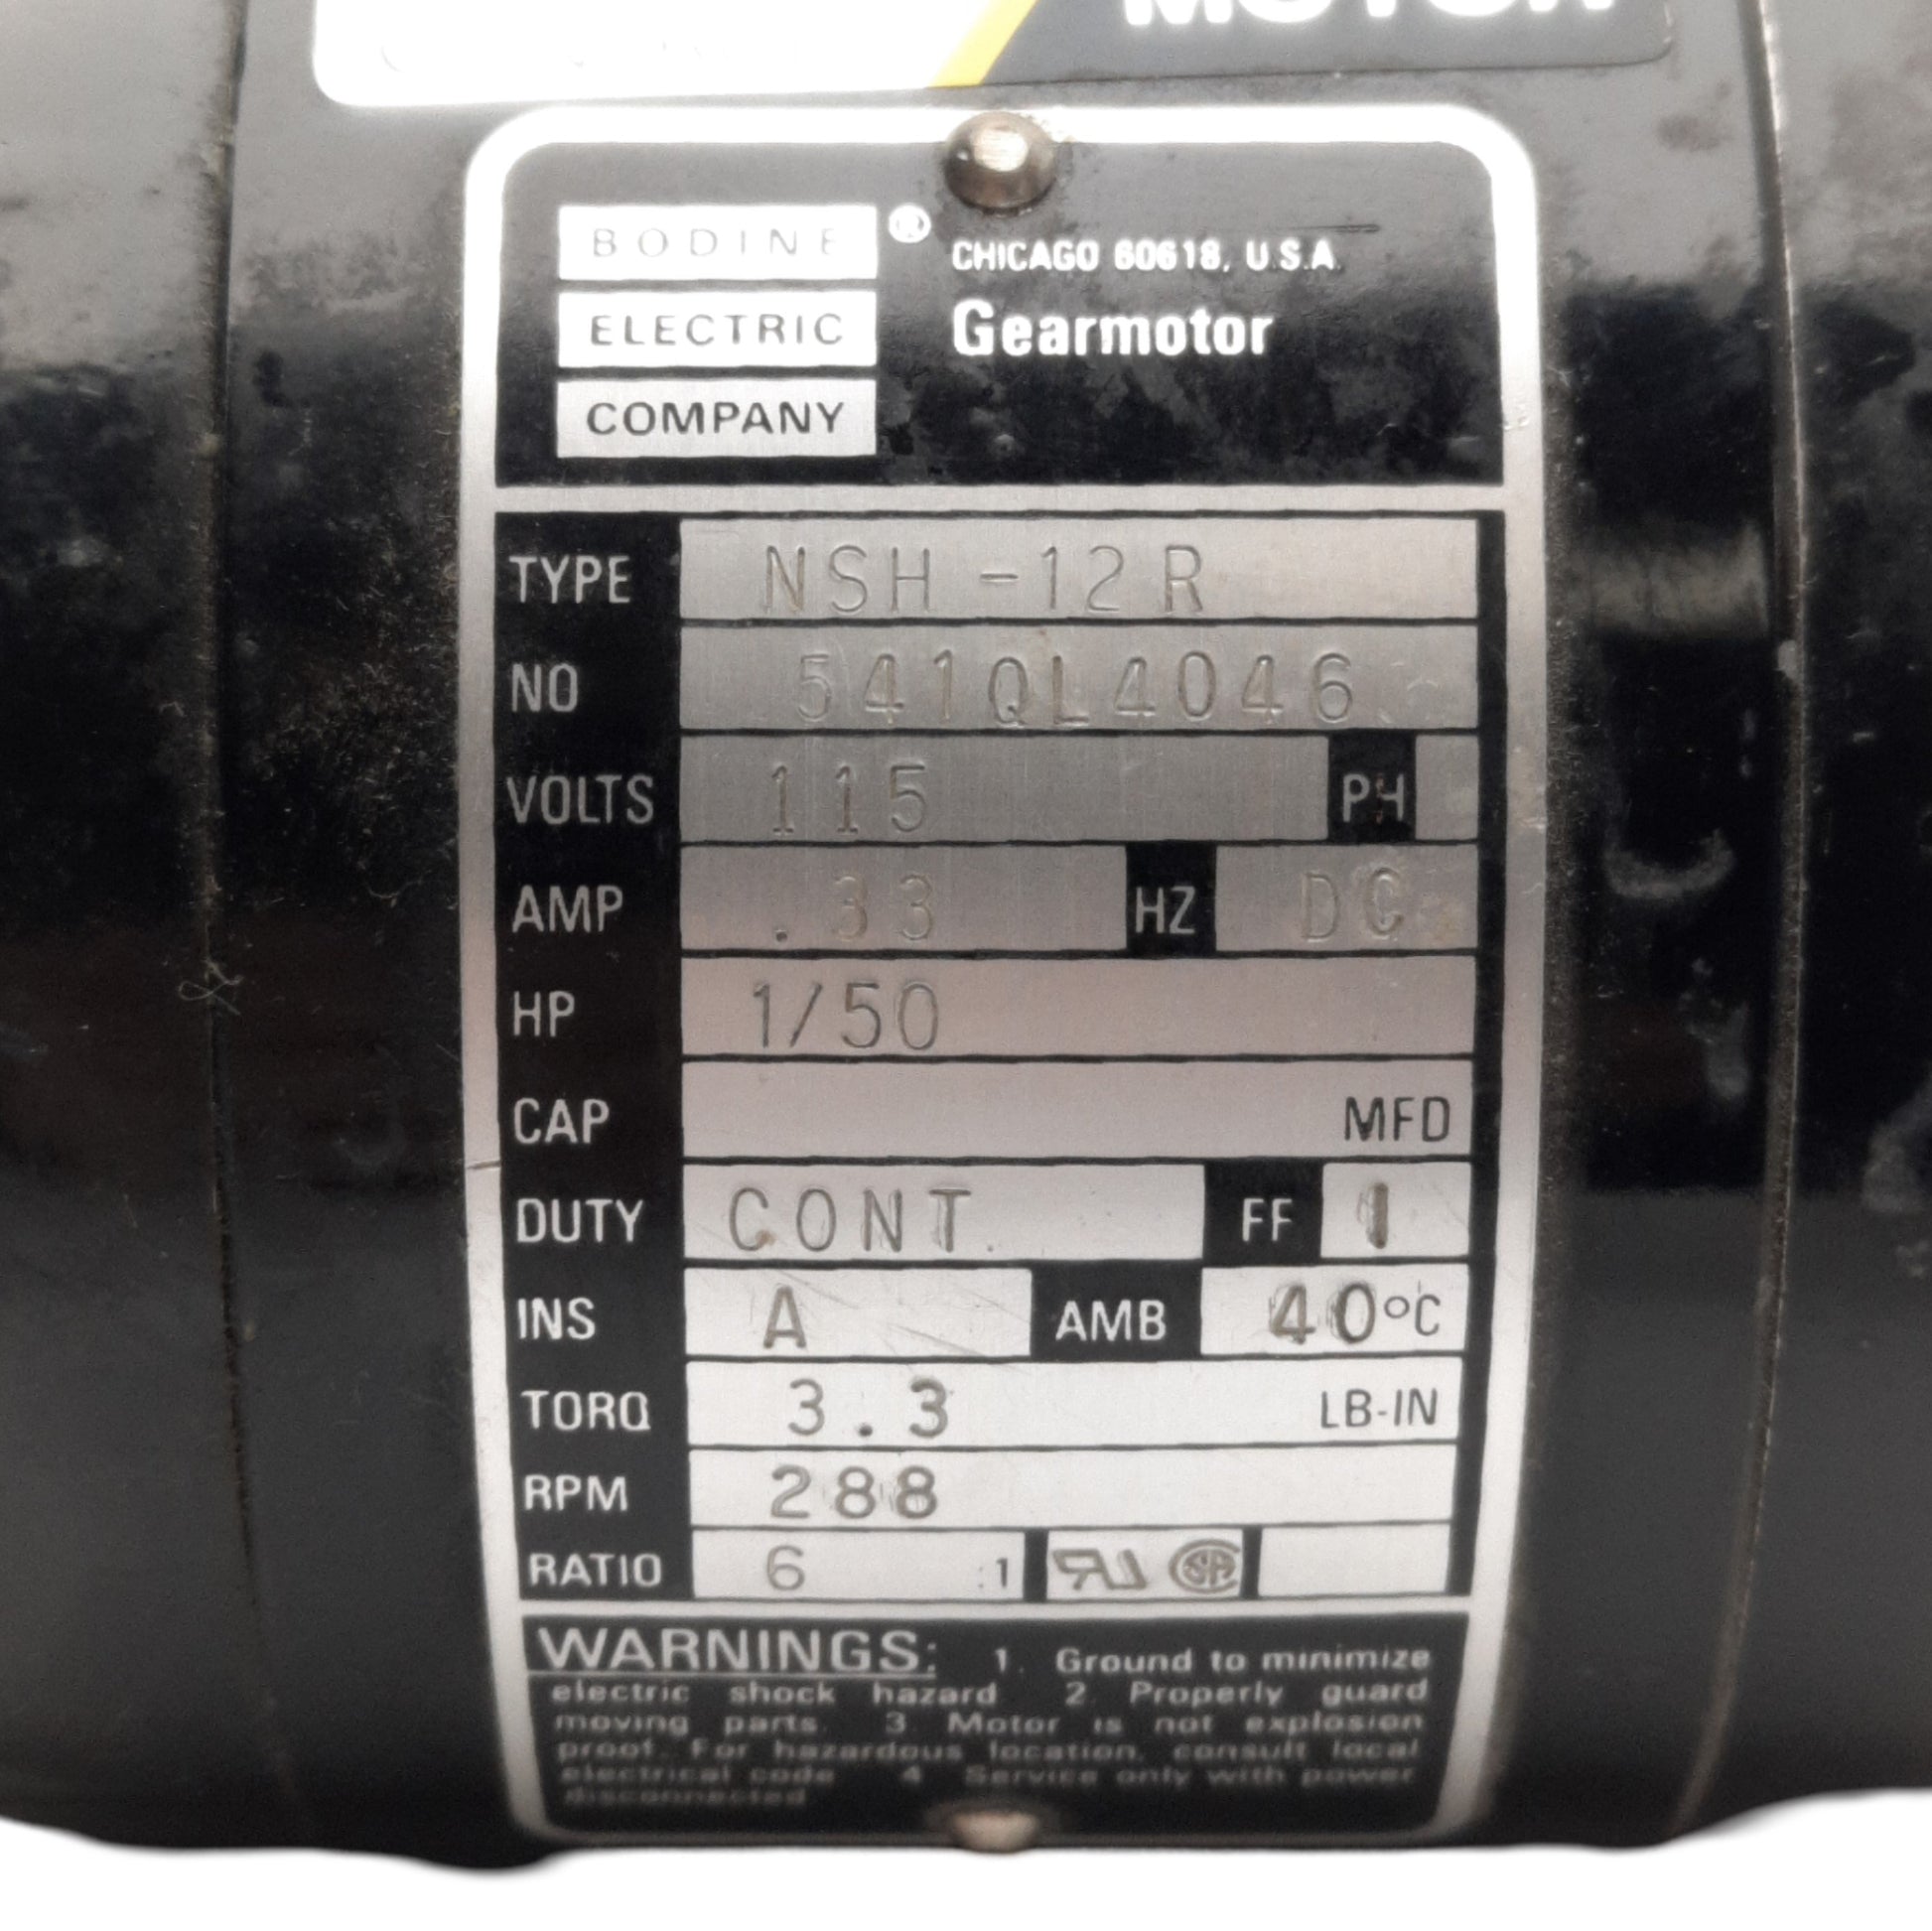 MOTOR
BODINE ® CHICAGO 60618, U.S.A.
ELECTRIC Gearmotor
COMPANY
TYPE NSH-12R
NO 541QL4046
VOLTS 115 PH
AMP .33 HZ DC
HP 1/50
CAP MFD
DUTY CONT. FF 1
INS A AMB 40°C
TORQ 3.3 LB-IN
RPM 288
RATIO 6 :1 RU SA
WARNINGS: 1. Ground to minimize
electric shock hazard 2. Properly guard
moving parts. 3. Motor is not explosion
proof. For hazardous location, consult local
electrical code 4 Service only with power
disconnected